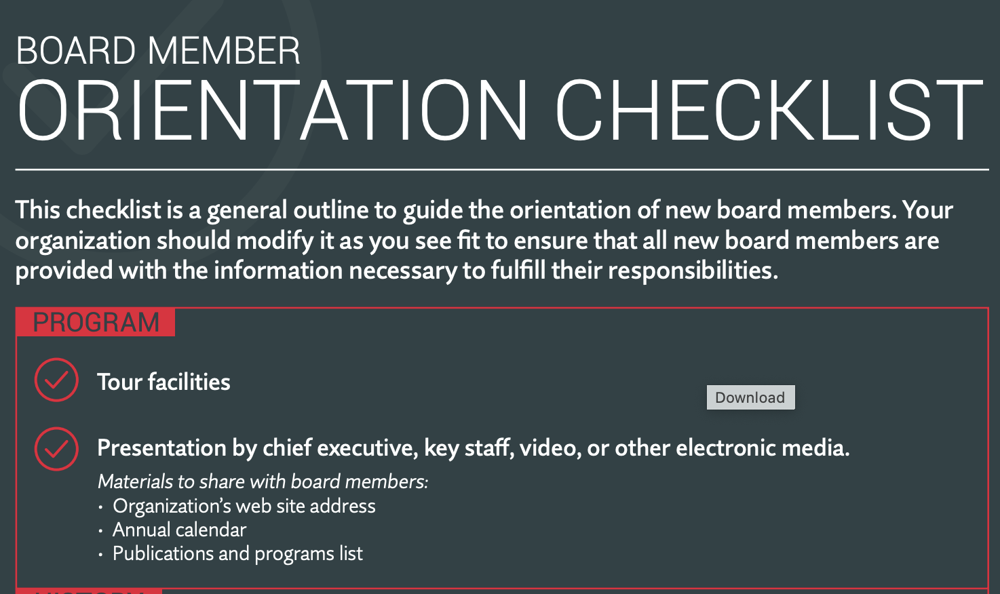 BOARD MEMBER
ORIENTATION CHECKLIST
This checklist is a general outline to guide the orientation of new board members. Your
organization should modify it as you see fit to ensure that all new board members are
provided with the information necessary to fulfill their responsibilities.
PROGRAM
Tour facilities
Download
Presentation by chief executive, key staff, video, or other electronic media.
Materials to share with board members:
• Organization’s web site address
• Annual calendar
• Publications and programs list